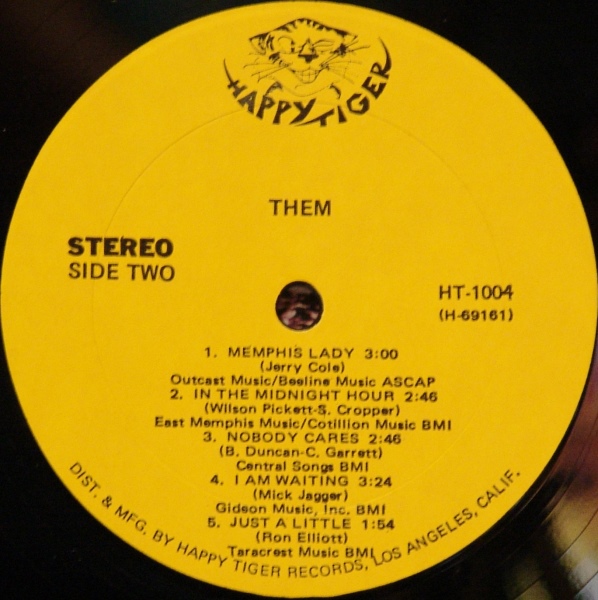 HAPPY TIGER
THEM
STEREO
SIDE TWO
HT-1004
(H-69161)
1. MEMPHIS LADY 3:00
(Jerry Cole)
Outcast Music/Beeline Music ASCAP
2. IN THE MIDNIGHT HOUR 2:46
(Wilson Pickett-S. Cropper)
East Memphis Music/Cotillion Music BMI
3. NOBODY CARES 2:46
(B. Duncan-C. Garrett)
Central Songs BMI
4. I AM WAITING 3:24
(Mick Jagger)
Gideon Music, Inc. BMI
5. JUST A LITTLE 1:54
(Ron Elliott)
Taracrest Music BMI
DIST. & MFG. BY HAPPY TIGER RECORDS, LOS ANGELES, CALIF.